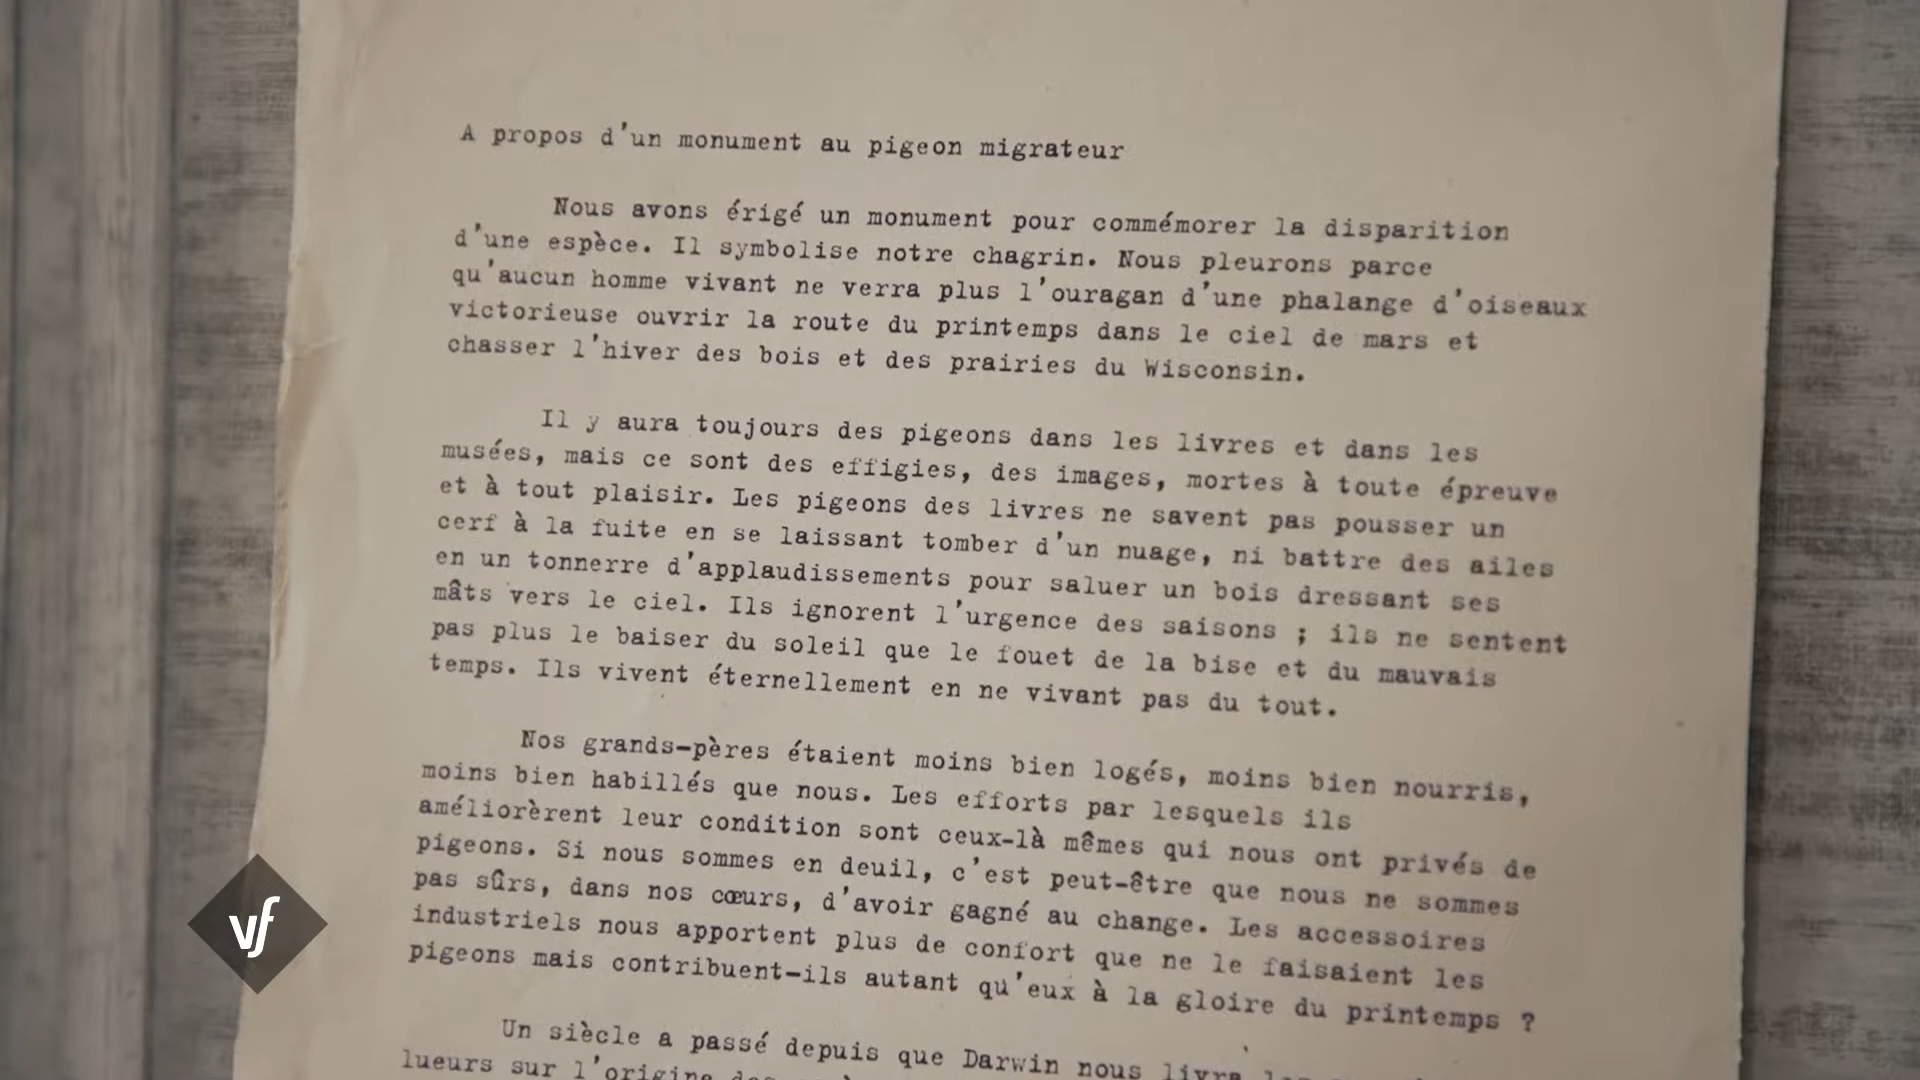 A propos d'un monument au pigeon migrateur
Nous avons érigé un monument pour commémorer la disparition
d'une espèce. Il symbolise notre chagrin. Nous pleurons parce
qu'aucun homme vivant ne verra plus l'ouragan d'une phalange d'oiseaux
victorieuse ouvrir la route du printemps dans le ciel de mars et
chasser l'hiver des bois et des prairies du Wisconsin.
Il y aura toujours des pigeons dans les livres et dans les
musées, mais ce sont des effigies, des images, mortes à toute épreuve
et à tout plaisir. Les pigeons des livres ne savent pas pousser un
cerf à la fuite en se laissant tomber d'un nuage, ni battre des ailes
en un tonnerre d'applaudissements pour saluer un bois dressant ses
mâts vers le ciel. Ils ignorent l'urgence des saisons ; ils ne sentent
pas plus le baiser du soleil que le fouet de la bise et du mauvais
temps. Ils vivent éternellement en ne vivant pas du tout.
Nos grands-pères étaient moins bien logés, moins bien nourris,
moins bien habillés que nous. Les efforts par lesquels ils
améliorèrent leur condition sont ceux-là mêmes qui nous ont privés de
pigeons. Si nous sommes en deuil, c'est peut-être que nous ne sommes
pas sûrs, dans nos cœurs, d'avoir gagné au change. Les accessoires
industriels nous apportent plus de confort que ne le faisaient les
pigeons mais contribuent-ils autant qu'eux à la gloire du printemps ?
Un siècle a passé depuis que Darwin nous livra
lueurs sur l'origine
vf